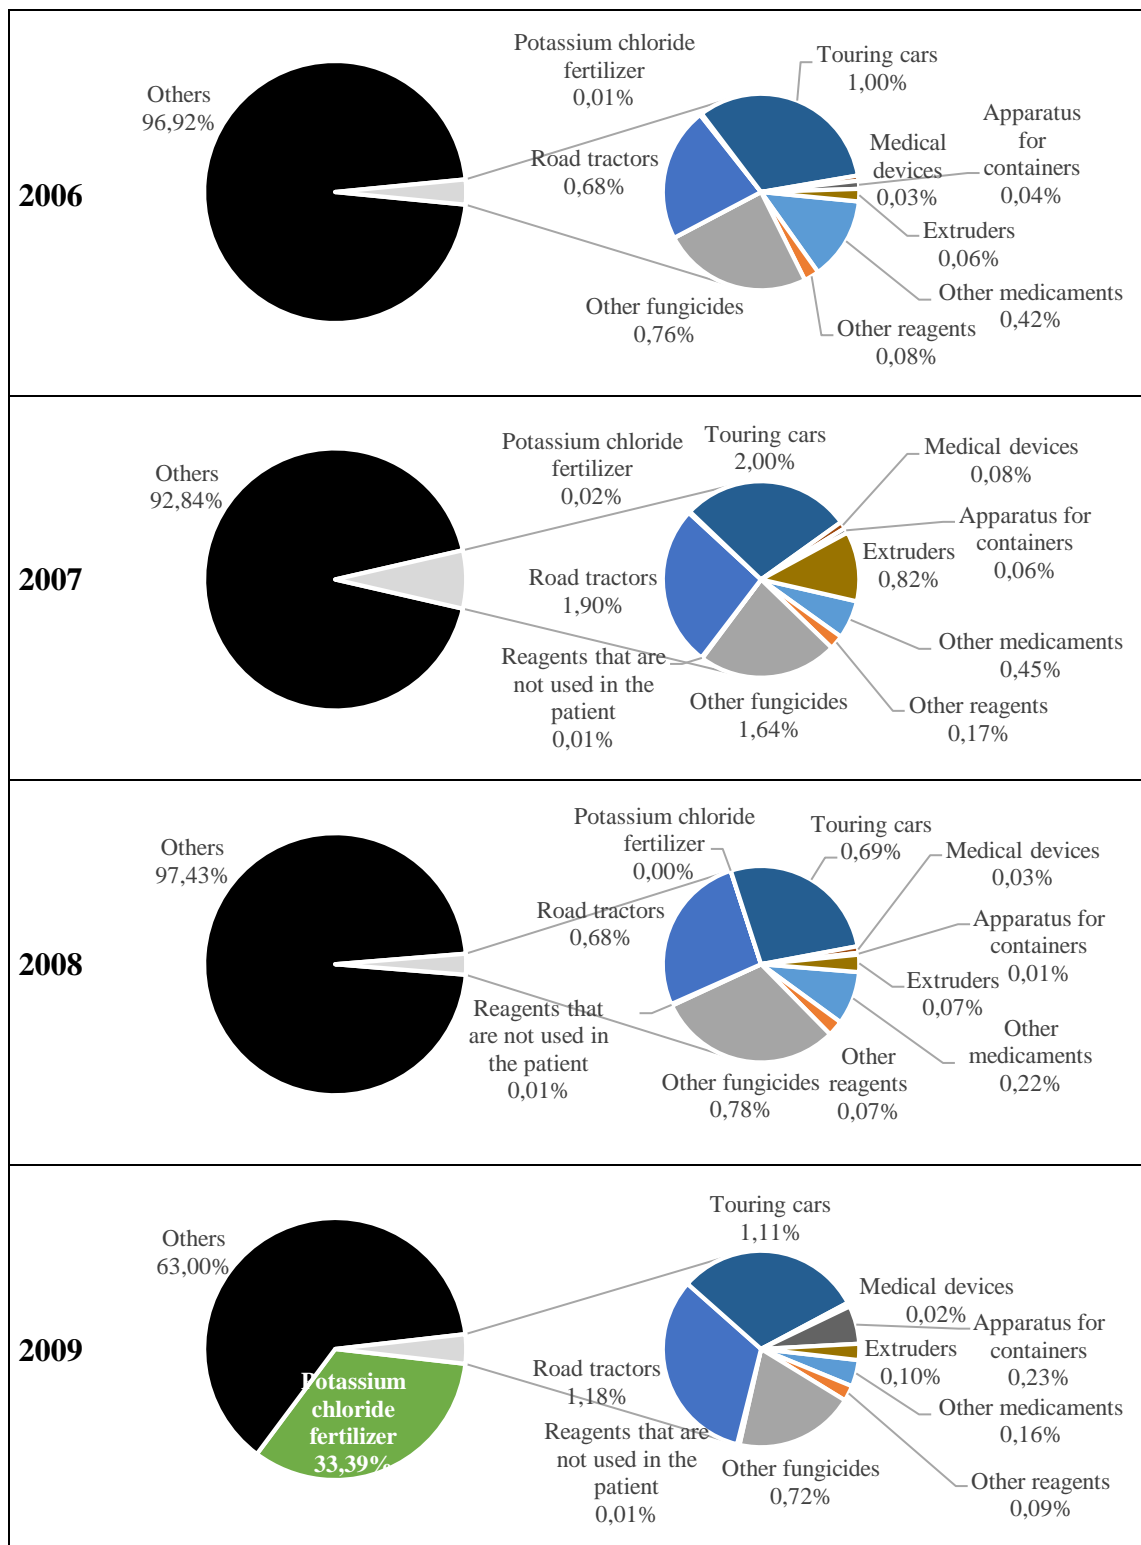 2006
Others
96,92%
Potassium chloride
fertilizer
0,01%
Touring cars
1,00%
Road tractors
0,68%
Medical
devices
0,03%
Apparatus
for
containers
0,04%
Extruders
0,06%
Other medicaments
0,42%
Other fungicides
0,76%
Other reagents
0,08%
2007
Others
92,84%
Potassium chloride
fertilizer
0,02%
Touring cars
2,00%
Medical devices
0,08%
Apparatus for
containers
0,06%
Extruders
0,82%
Road tractors
1,90%
Other medicaments
0,45%
Reagents that are
not used in the
patient
0,01%
Other fungicides
1,64%
Other reagents
0,17%
2008
Others
97,43%
Potassium chloride
fertilizer
0,00%
Touring cars
0,69%
Medical devices
0,03%
Road tractors
0,68%
Apparatus for
containers
0,01%
Extruders
0,07%
Reagents that
are not used in
the patient
0,01%
Other
medicaments
0,22%
Other fungicides
0,78%
Other
reagents
0,07%
2009
Others
63,00%
Potassium
chloride
fertilizer
33,39%
Touring cars
1,11%
Medical devices
0,02%
Apparatus for
containers
0,23%
Extruders
0,10%
Road tractors
1,18%
Other medicaments
0,16%
Reagents that are
not used in the
patient
0,01%
Other fungicides
0,72%
Other reagents
0,09%